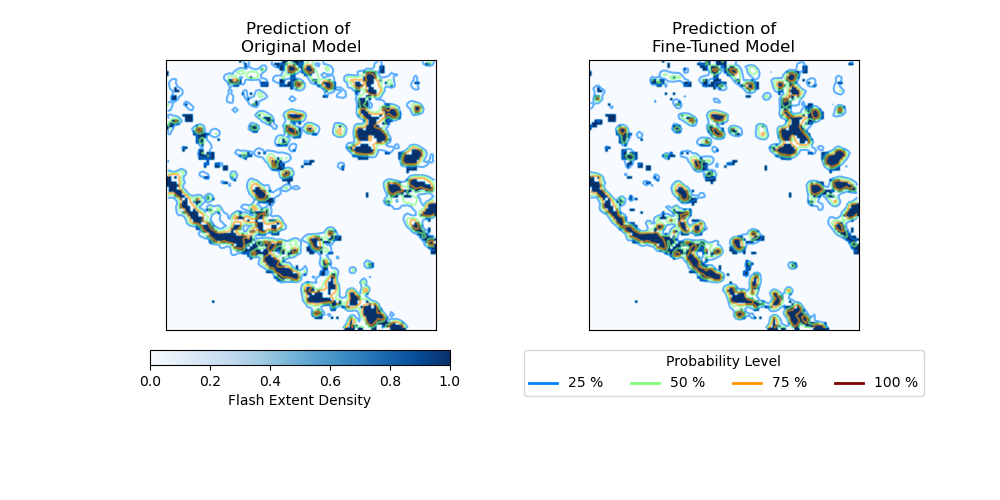 Prediction of
Original Model
Prediction of
Fine-Tuned Model
0.0 0.2 0.4 0.6 0.8 1.0
Flash Extent Density
Probability Level
25 % 50 % 75 % 100 %